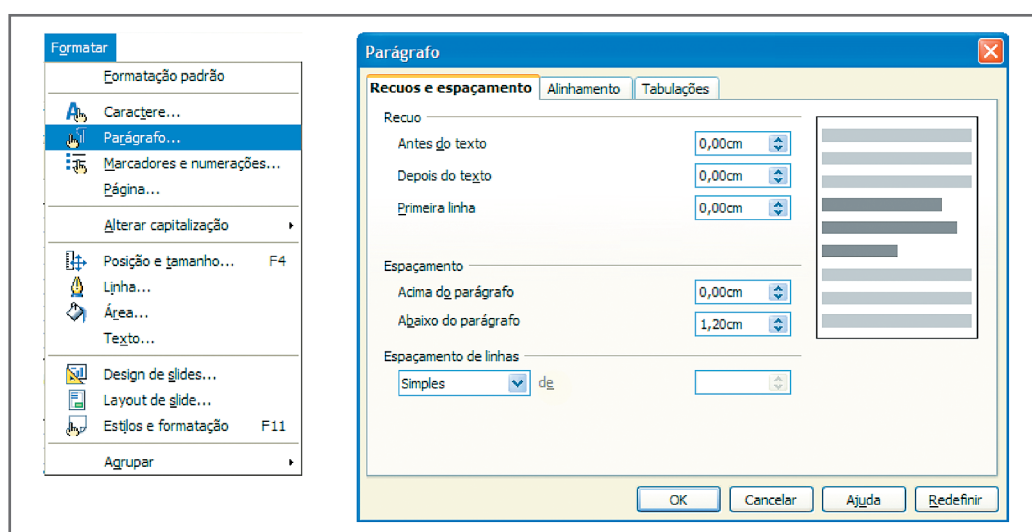 Formatar
Formatação padrão
Caractere...
Parágrafo...
Marcadores e numerações...
Página...
Alterar capitalização
Posição e tamanho... F4
Linha...
Área...
Texto...
Design de slides...
Layout de slide...
Estilos e formatação F11
Agrupar
Parágrafo
Recuos e espaçamento Alinhamento Tabulações
Recuo
Antes do texto 0,00cm
Depois do texto 0,00cm
Primeira linha 0,00cm
Espaçamento
Acima do parágrafo 0,00cm
Abaixo do parágrafo 1,20cm
Espaçamento de linhas
Simples de
OK Cancelar Ajuda Redefinir